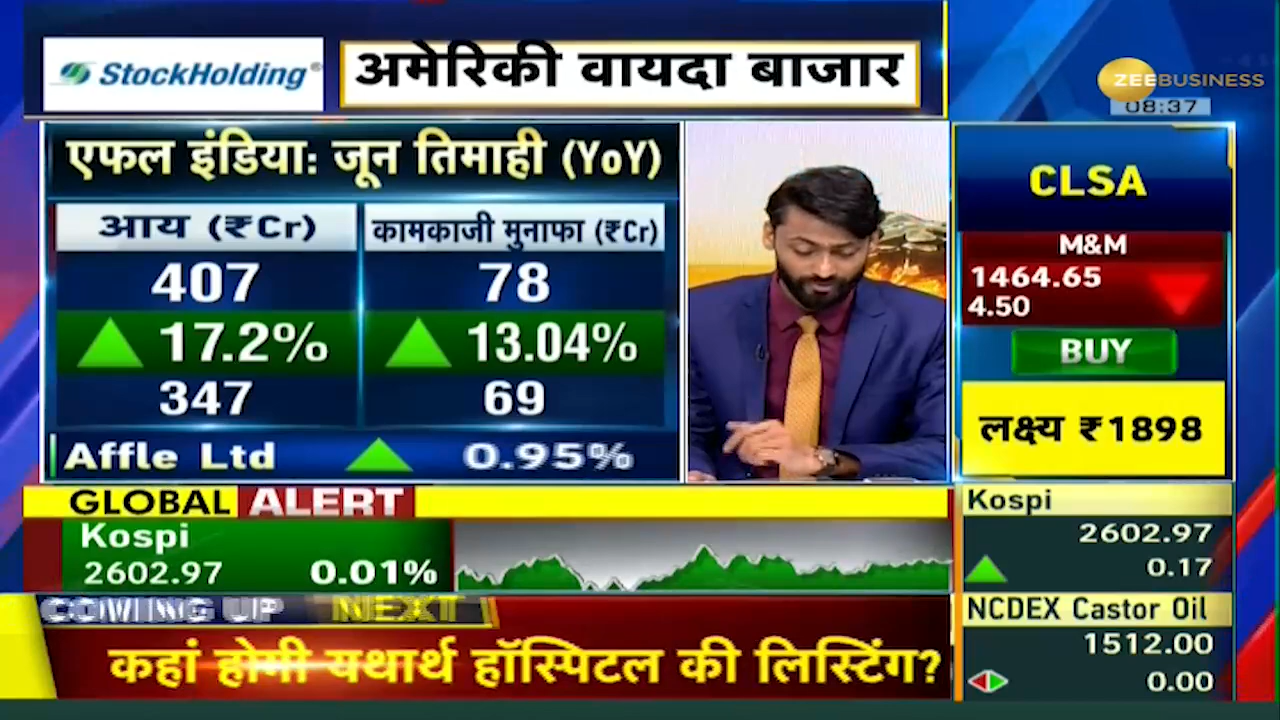 StockHolding®
अमेरिकी वायदा बाजार
ZEEBUSINESS
08:37
एफल इंडिया: जून तिमाही (YoY)
आय (₹Cr)
कामकाजी मुनाफा (₹Cr)
407
78
17.2%
13.04%
347
69
Affle Ltd
0.95%
CLSA
M&M
1464.65
4.50
BUY
लक्ष्य ₹1898
GLOBAL ALERT
Kospi
2602.97
0.01%
Kospi
2602.97
0.17
NCDEX Castor Oil
1512.00
0.00
COMING UP NEXT
कहां होगी यथार्थ हॉस्पिटल की लिस्टिंग?